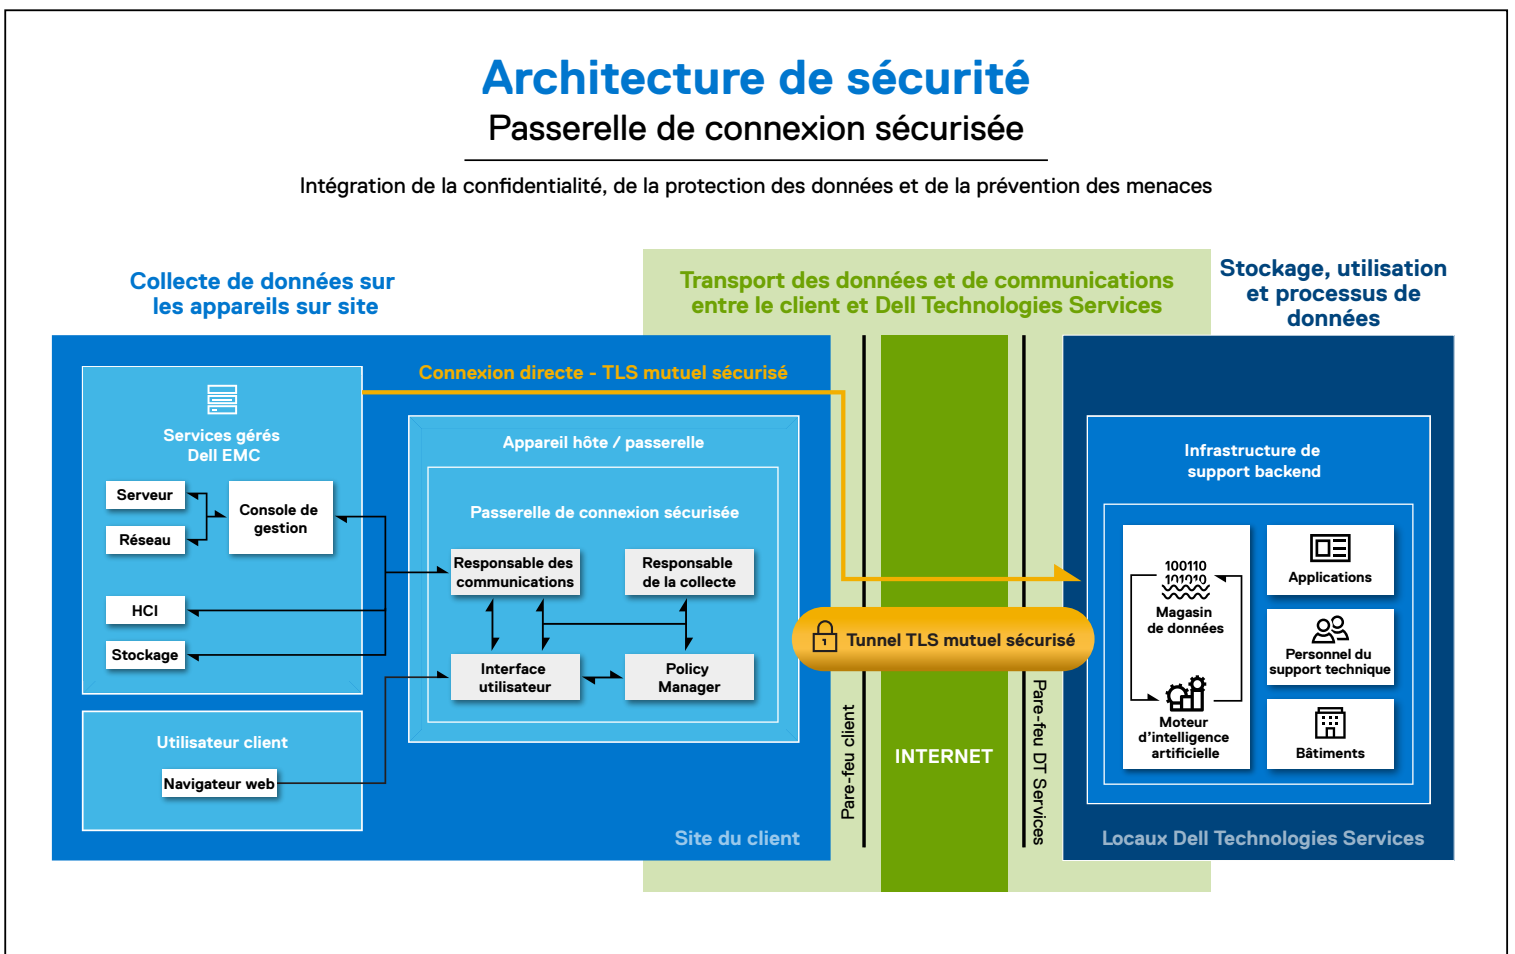 Architecture de sécurité
Passerelle de connexion sécurisée
Intégration de la confidentialité, de la protection des données et de la prévention des menaces
Collecte de données sur
les appareils sur site
Transport des données et de communications
entre le client et Dell Technologies Services
Stockage, utilisation
et processus de
données
Connexion directe - TLS mutuel sécurisé
Services gérés
Dell EMC
Serveur
Réseau
Console de
gestion
HCI
Stockage
Appareil hôte / passerelle
Passerelle de connexion sécurisée
Responsable des
communications
Responsable
de la collecte
Interface
utilisateur
Policy
Manager
Utilisateur client
Navigateur web
Site du client
Tunnel TLS mutuel sécurisé
Pare-feu client
INTERNET
Pare-feu DT Services
Infrastructure de
support backend
100110
101010
Magasin
de données
Moteur
d'intelligence
artificielle
Applications
Personnel du
support technique
Bâtiments
Locaux Dell Technologies Services